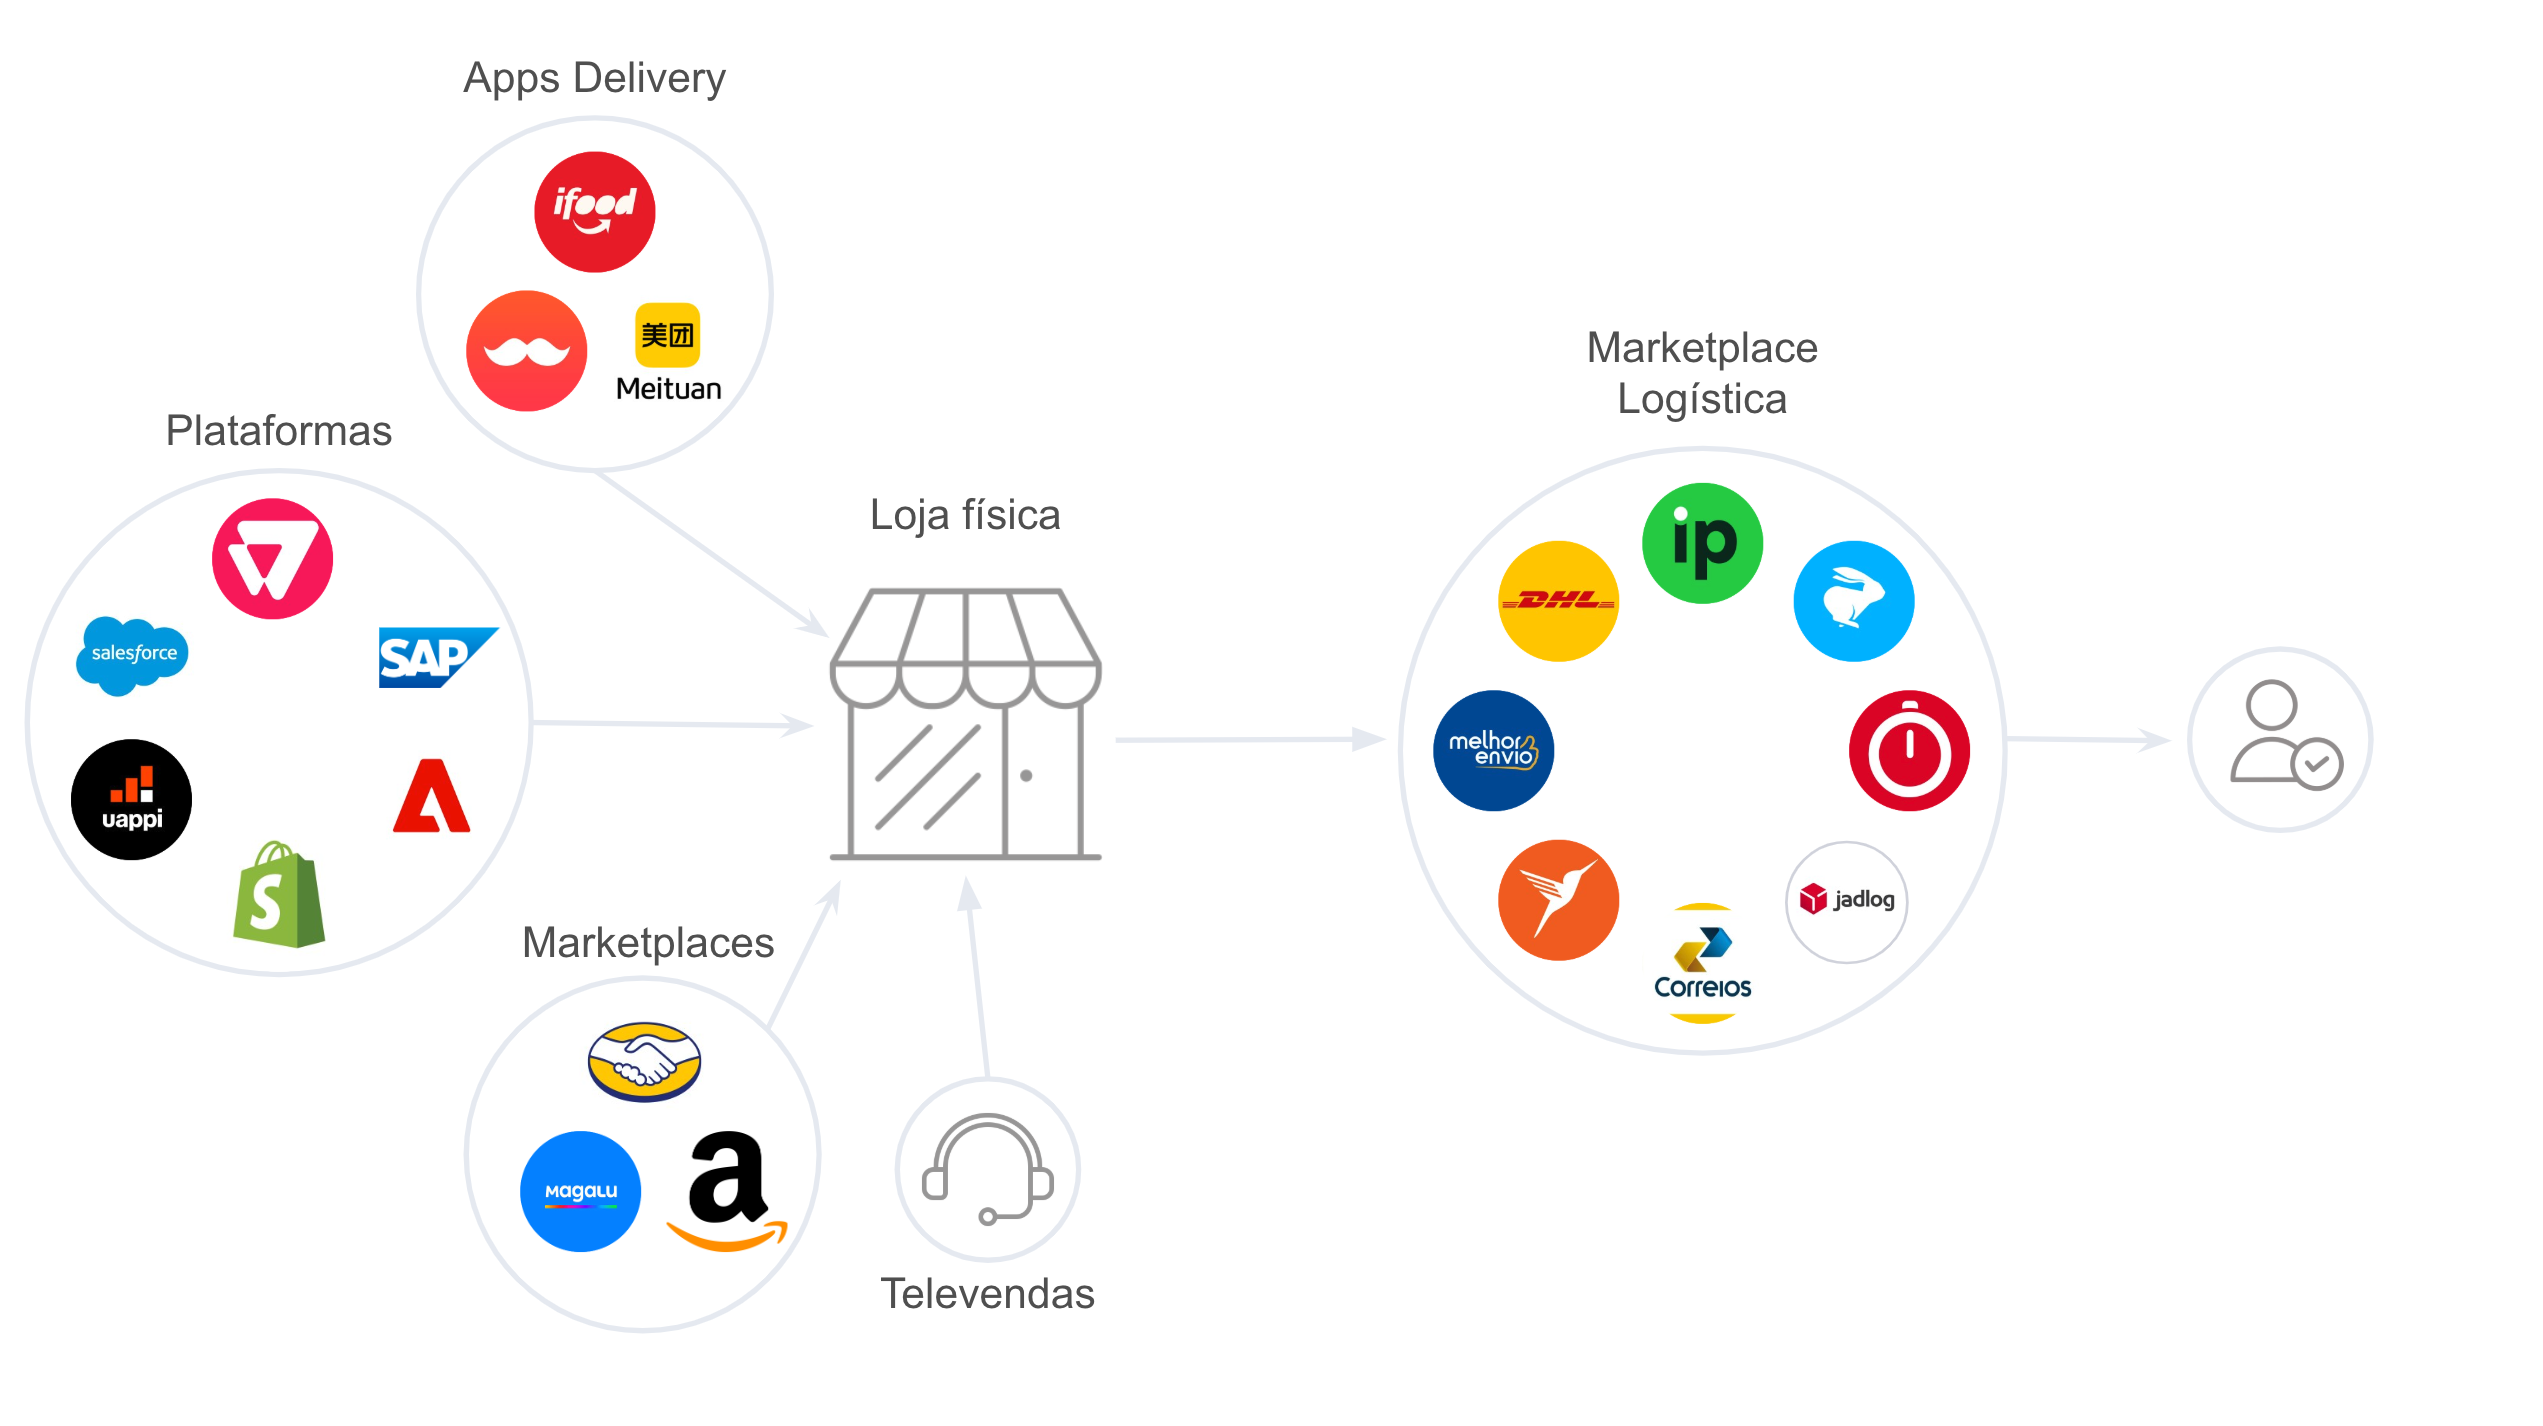 Apps Delivery
ifood
美团
Meituan
Plataformas
salesforce
SAP
uappi
S
Loja física
Marketplaces
Magalu
a
Televendas
Marketplace
Logística
ip
DHL
melhor
envio
jadlog
Correios